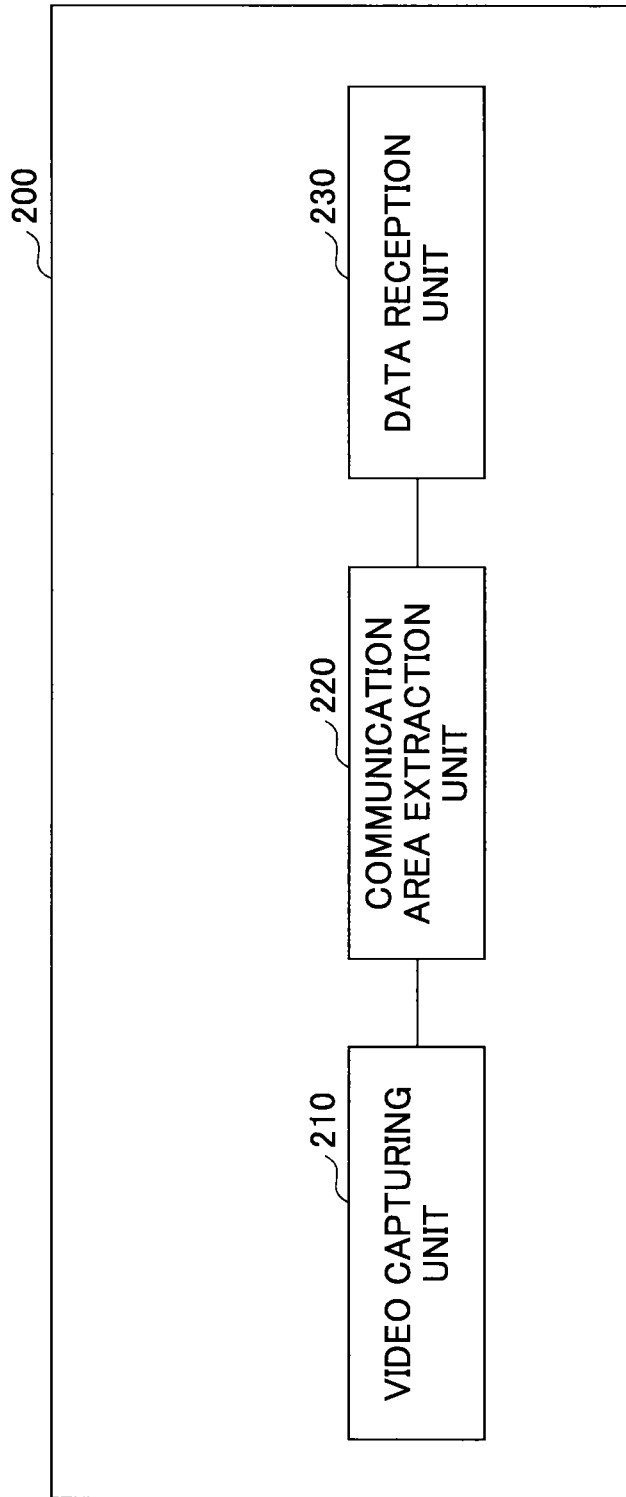 200
210
VIDEO CAPTURING
UNIT
220
COMMUNICATION
AREA EXTRACTION
UNIT
230
DATA RECEPTION
UNIT